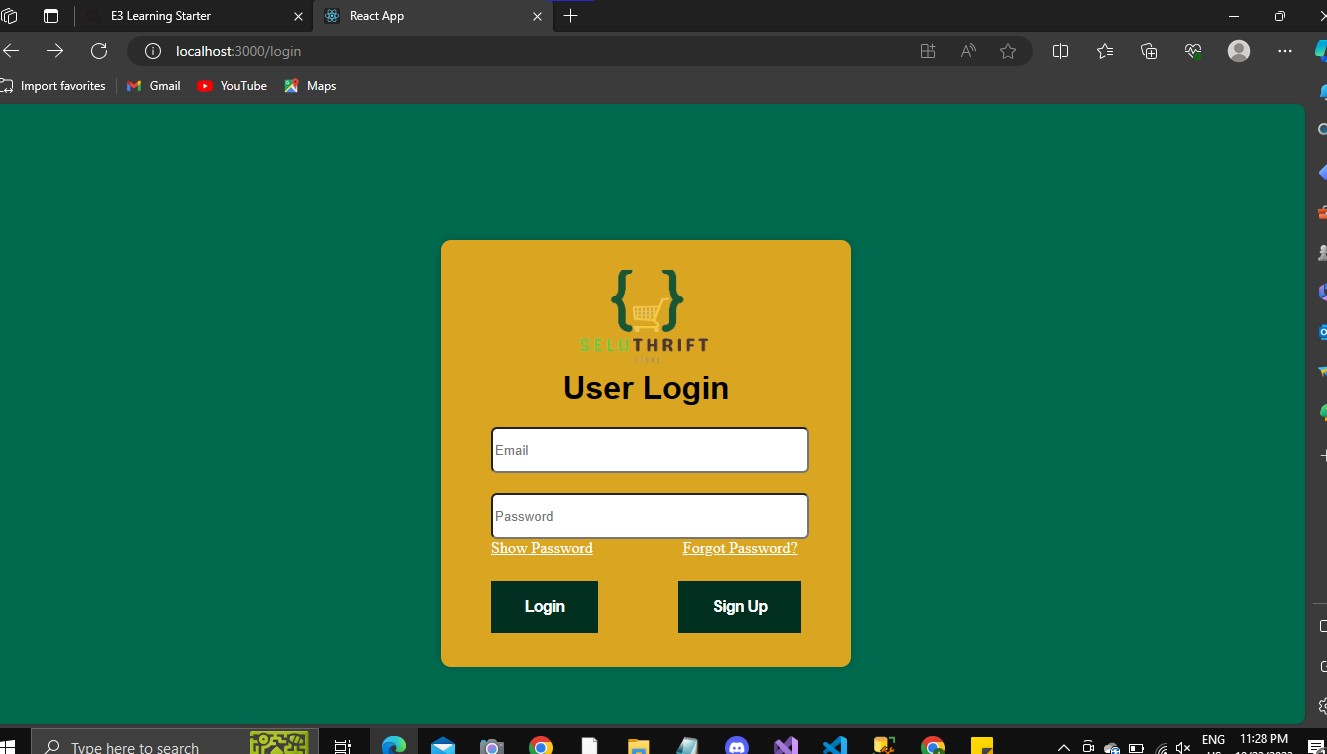 E3 Learning Starter
React App
localhost:3000/login
Import favorites
Gmail
YouTube
Maps
SELUTHRIFT
User Login
Email
Password
Show Password Forgot Password?
Login Sign Up
Type here to search
ENG
11:28 PM